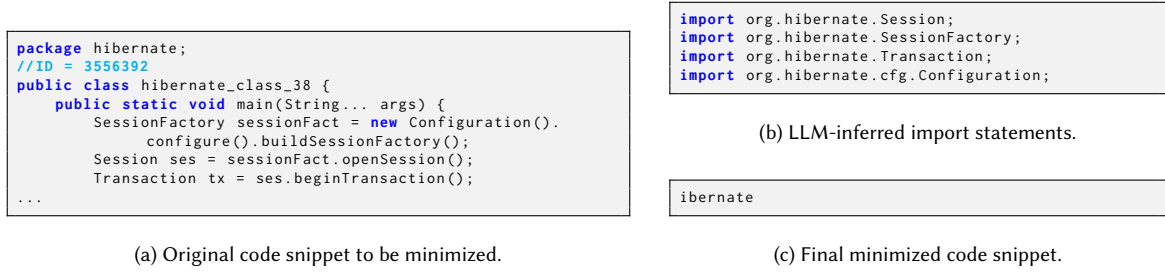 package hibernate;
//ID = 3556392
public class hibernate_class_38 {
public static void main(String... args) {
SessionFactory sessionFact = new Configuration().
configure().buildSessionFactory();
Session ses = sessionFact.openSession();
Transaction tx = ses.beginTransaction();
...
(a) Original code snippet to be minimized.
import org.hibernate.Session;
import org.hibernate.SessionFactory;
import org.hibernate.Transaction;
import org.hibernate.cfg.Configuration;
(b) LLM-inferred import statements.
ibernate
(c) Final minimized code snippet.